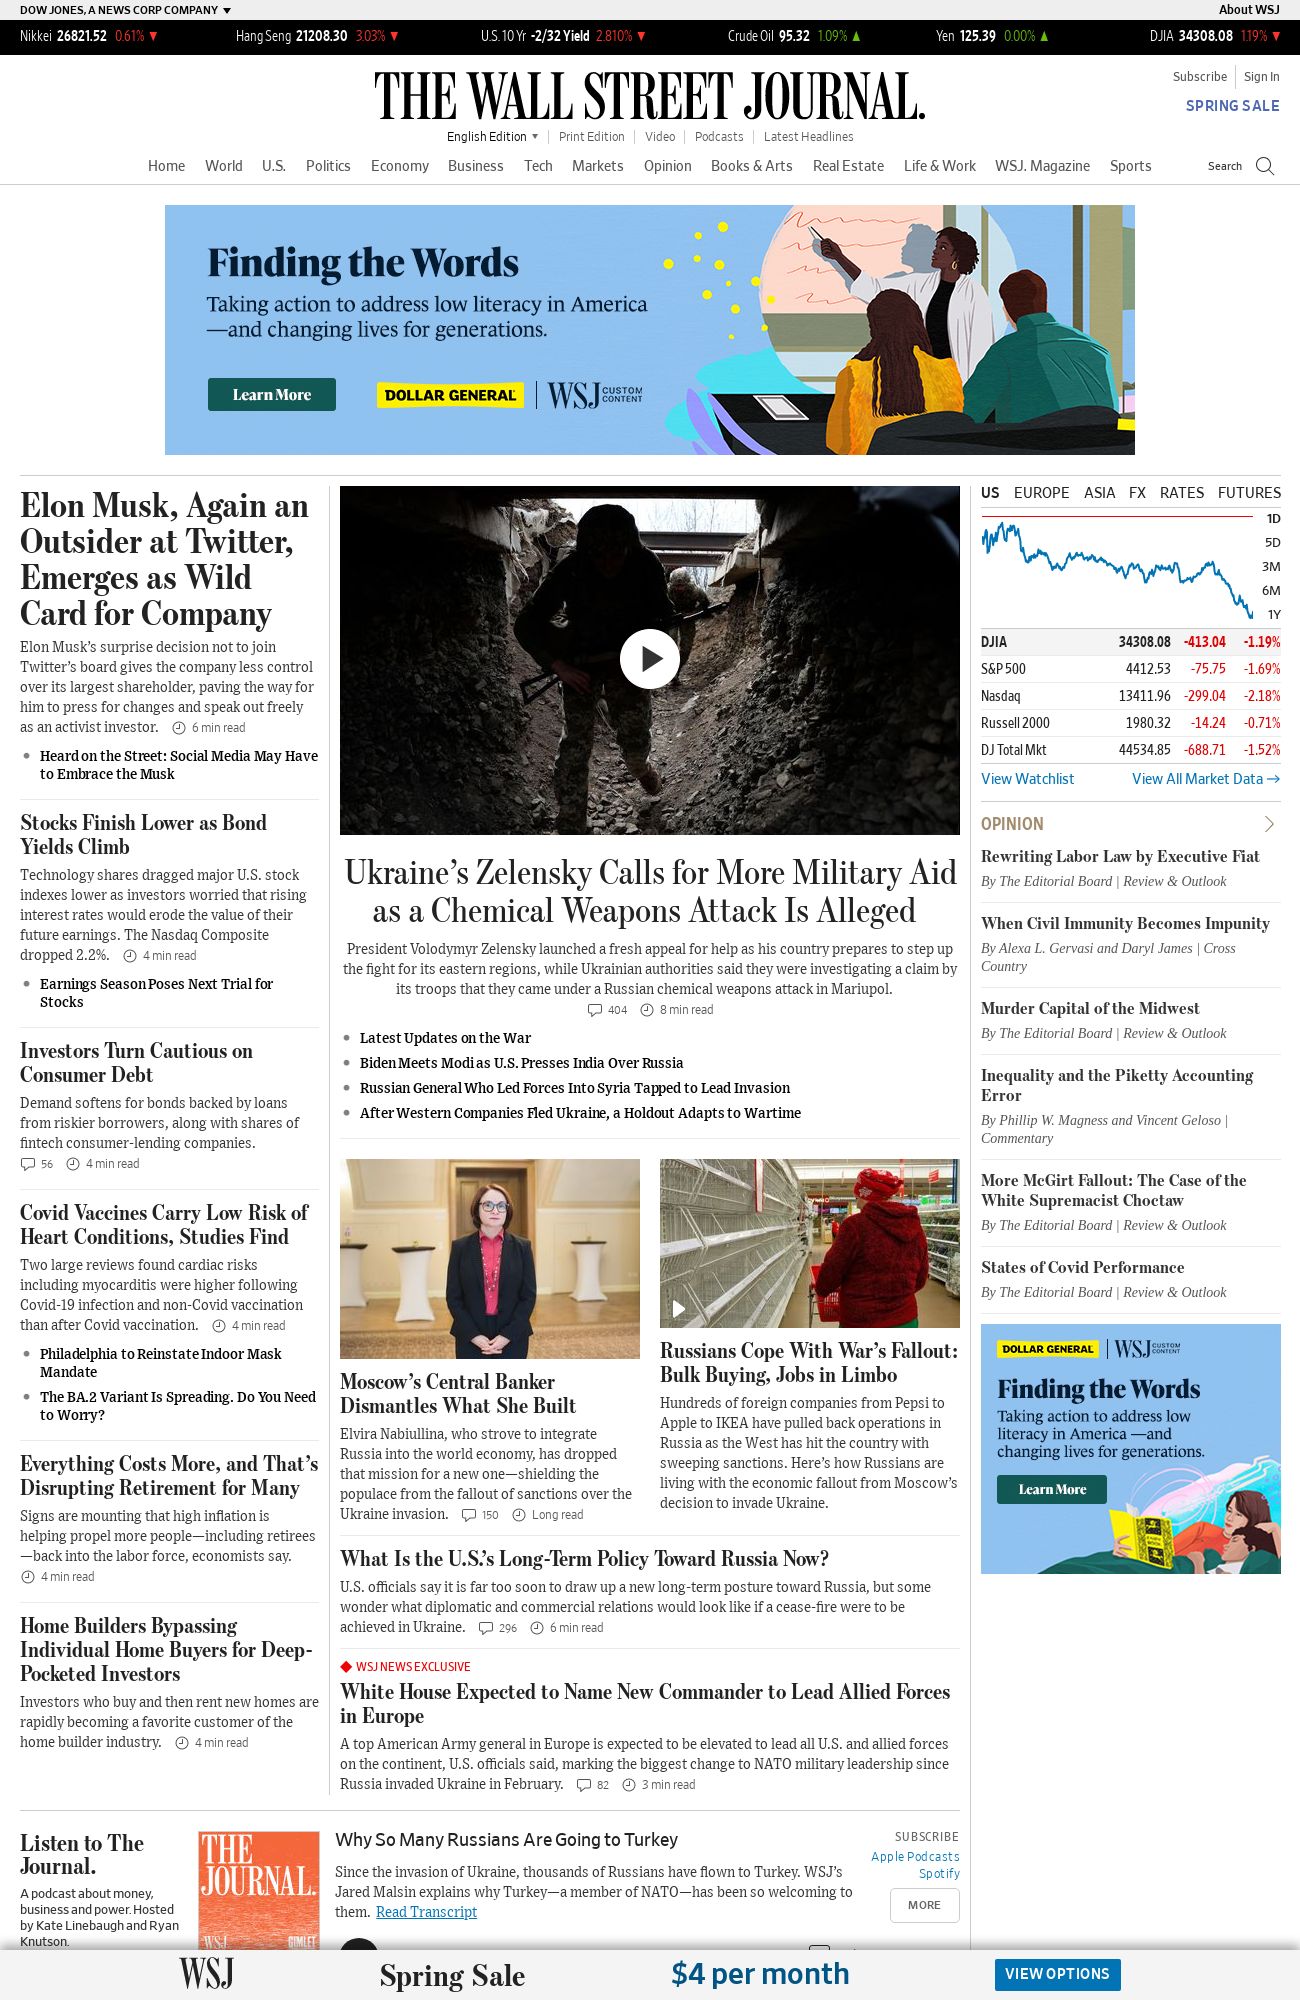 DOW JONES, A NEWS CORP COMPANY
About WSJ
Nikkei 26821.52 0.61% Hang Seng 21208.30 3.03% U.S. 10 Yr -2/32 Yield 2.810% Crude Oil 95.32 1.09% Yen 125.39 0.00% DJIA 34308.08 1.19%
THE WALL STREET JOURNAL.
Subscribe Sign In
SPRING SALE
English Edition Print Edition Video Podcasts Latest Headlines
Home World U.S. Politics Economy Business Tech Markets Opinion Books & Arts Real Estate Life & Work WSJ. Magazine Sports Search
Finding the Words
Taking action to address low literacy in America
—and changing lives for generations.
Learn More
DOLLAR GENERAL
WSJ CUSTOM
CONTENT
Elon Musk, Again an
Outsider at Twitter,
Emerges as Wild
Card for Company
Elon Musk's surprise decision not to join
Twitter's board gives the company less control
over its largest shareholder, paving the way for
him to press for changes and speak out freely
as an activist investor. 6 min read
Heard on the Street: Social Media May Have
to Embrace the Musk
Stocks Finish Lower as Bond
Yields Climb
Technology shares dragged major U.S. stock
indexes lower as investors worried that rising
interest rates would erode the value of their
future earnings. The Nasdaq Composite
dropped 2.2%. 4 min read
Earnings Season Poses Next Trial for
Stocks
Investors Turn Cautious on
Consumer Debt
Demand softens for bonds backed by loans
from riskier borrowers, along with shares of
fintech consumer-lending companies.
56 4 min read
Covid Vaccines Carry Low Risk of
Heart Conditions, Studies Find
Two large reviews found cardiac risks
including myocarditis were higher following
Covid-19 infection and non-Covid vaccination
than after Covid vaccination. 4 min read
Philadelphia to Reinstate Indoor Mask
Mandate
The BA.2 Variant Is Spreading. Do You Need
to Worry?
Everything Costs More, and That's
Disrupting Retirement for Many
Signs are mounting that high inflation is
helping propel more people—including retirees
—back into the labor force, economists say.
4 min read
Home Builders Bypassing
Individual Home Buyers for Deep-
Pocketed Investors
Investors who buy and then rent new homes are
rapidly becoming a favorite customer of the
home builder industry. 4 min read
Ukraine's Zelensky Calls for More Military Aid
as a Chemical Weapons Attack Is Alleged
President Volodymyr Zelensky launched a fresh appeal for help as his country prepares to step up
the fight for its eastern regions, while Ukrainian authorities said they were investigating a claim by
its troops that they came under a Russian chemical weapons attack in Mariupol.
404 8 min read
Latest Updates on the War
Biden Meets Modi as U.S. Presses India Over Russia
Russian General Who Led Forces Into Syria Tapped to Lead Invasion
After Western Companies Fled Ukraine, a Holdout Adapts to Wartime
Moscow's Central Banker
Dismantles What She Built
Elvira Nabiullina, who strove to integrate
Russia into the world economy, has dropped
that mission for a new one—shielding the
populace from the fallout of sanctions over the
Ukraine invasion. 150 Long read
Russians Cope With War's Fallout:
Bulk Buying, Jobs in Limbo
Hundreds of foreign companies from Pepsi to
Apple to IKEA have pulled back operations in
Russia as the West has hit the country with
sweeping sanctions. Here's how Russians are
living with the economic fallout from Moscow's
decision to invade Ukraine.
What Is the U.S.'s Long-Term Policy Toward Russia Now?
U.S. officials say it is far too soon to draw up a new long-term posture toward Russia, but some
wonder what diplomatic and commercial relations would look like if a cease-fire were to be
achieved in Ukraine. 296 6 min read
WSJ NEWS EXCLUSIVE
White House Expected to Name New Commander to Lead Allied Forces
in Europe
A top American Army general in Europe is expected to be elevated to lead all U.S. and allied forces
on the continent, U.S. officials said, marking the biggest change to NATO military leadership since
Russia invaded Ukraine in February. 82 3 min read
US EUROPE ASIA FX RATES FUTURES
1D
5D
3M
6M
1Y
DJIA 34308.08 -413.04 -1.19%
S&P 500 4412.53 -75.75 -1.69%
Nasdaq 13411.96 -299.04 -2.18%
Russell 2000 1980.32 -14.24 -0.71%
DJ Total Mkt 44534.85 -688.71 -1.52%
View Watchlist View All Market Data
OPINION
Rewriting Labor Law by Executive Fiat
By The Editorial Board | Review & Outlook
When Civil Immunity Becomes Impunity
By Alexa L. Gervasi and Daryl James | Cross
Country
Murder Capital of the Midwest
By The Editorial Board | Review & Outlook
Inequality and the Piketty Accounting
Error
By Phillip W. Magness and Vincent Geloso |
Commentary
More McGirt Fallout: The Case of the
White Supremacist Choctaw
By The Editorial Board | Review & Outlook
States of Covid Performance
By The Editorial Board | Review & Outlook
DOLLAR GENERAL
WSJ CUSTOM
CONTENT
Finding the Words
Taking action to address low
literacy in America —and
changing lives for generations.
Learn More
Listen to The
Journal.
A podcast about money,
business and power. Hosted
by Kate Linebaugh and Ryan
Knutson.
THE
JOURNAL.
WSJ GIMLET
Why So Many Russians Are Going to Turkey
Since the invasion of Ukraine, thousands of Russians have flown to Turkey. WSJ's
Jared Malsin explains why Turkey—a member of NATO—has been so welcoming to
them. Read Transcript
SUBSCRIBE
Apple Podcasts
Spotify
MORE
WSJ Spring Sale $4 per month VIEW OPTIONS